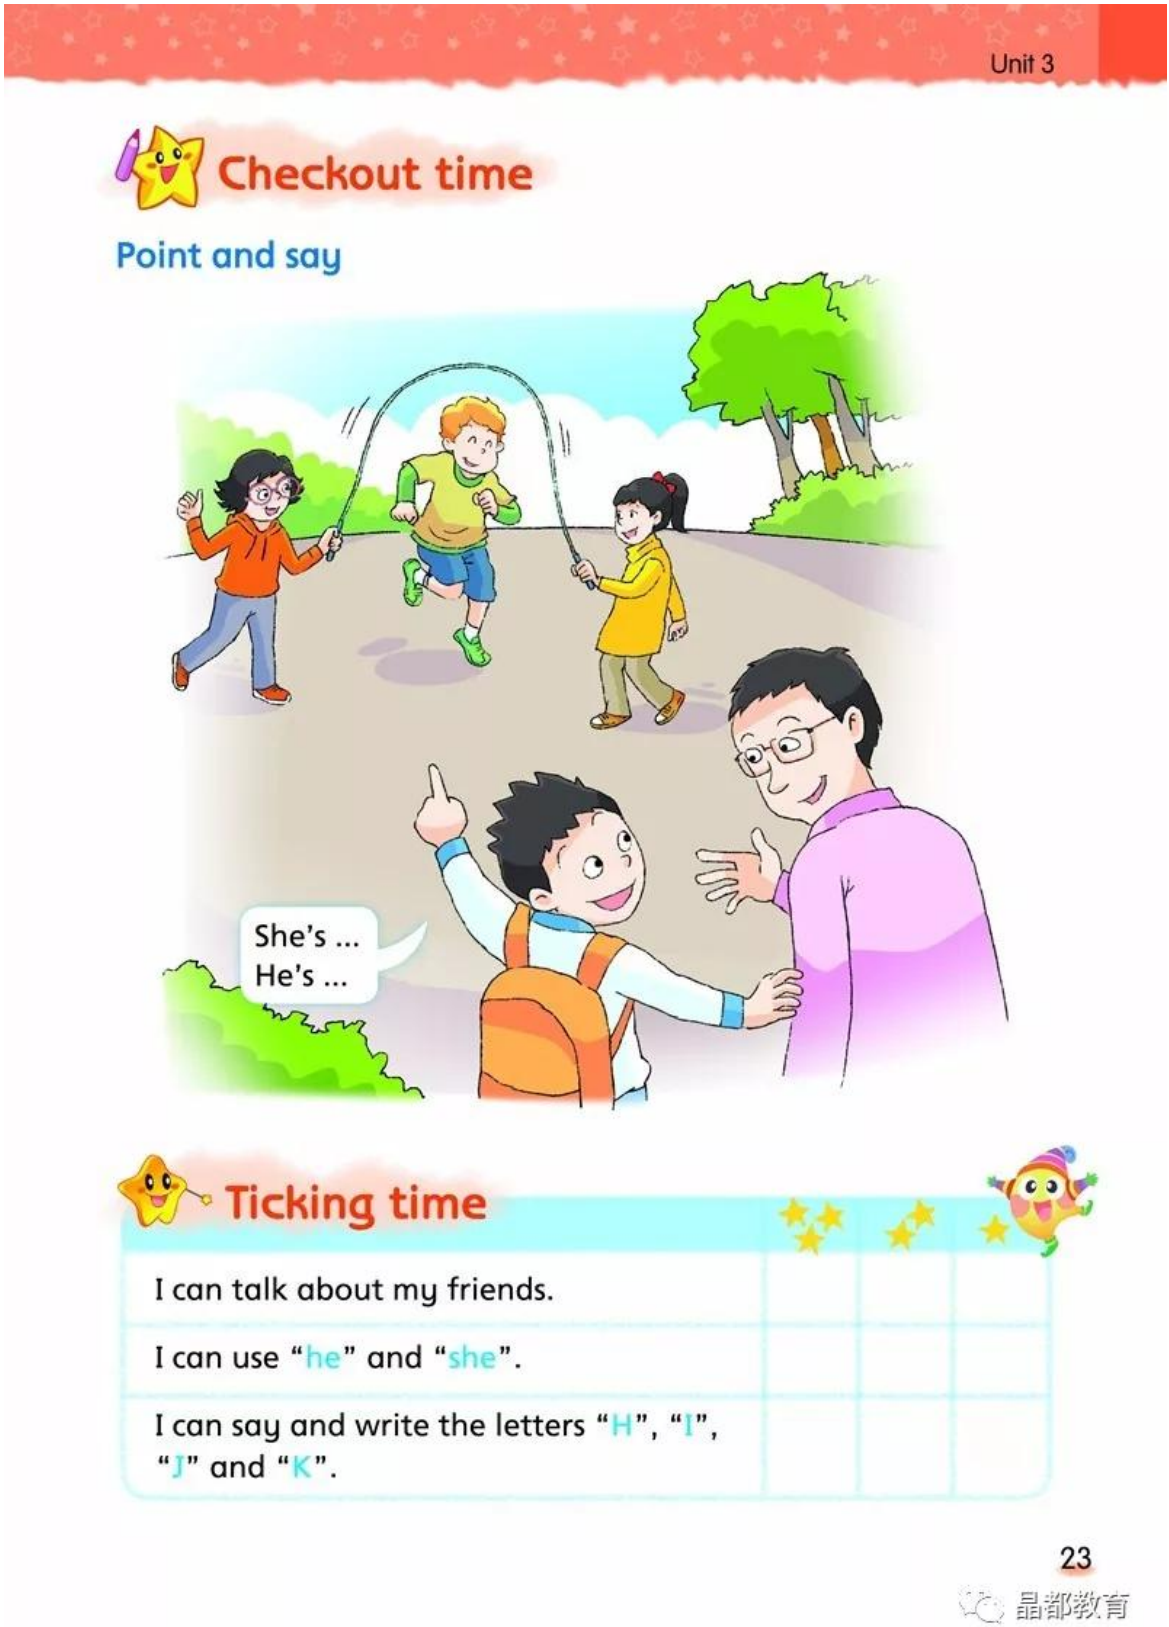 Unit 3
Checkout time
Point and say
She's ...
He's ...
Ticking time
I can talk about my friends.
I can use “he” and “she”.
I can say and write the letters “H”, “I”,
“J” and “K”.
23
晶都教育